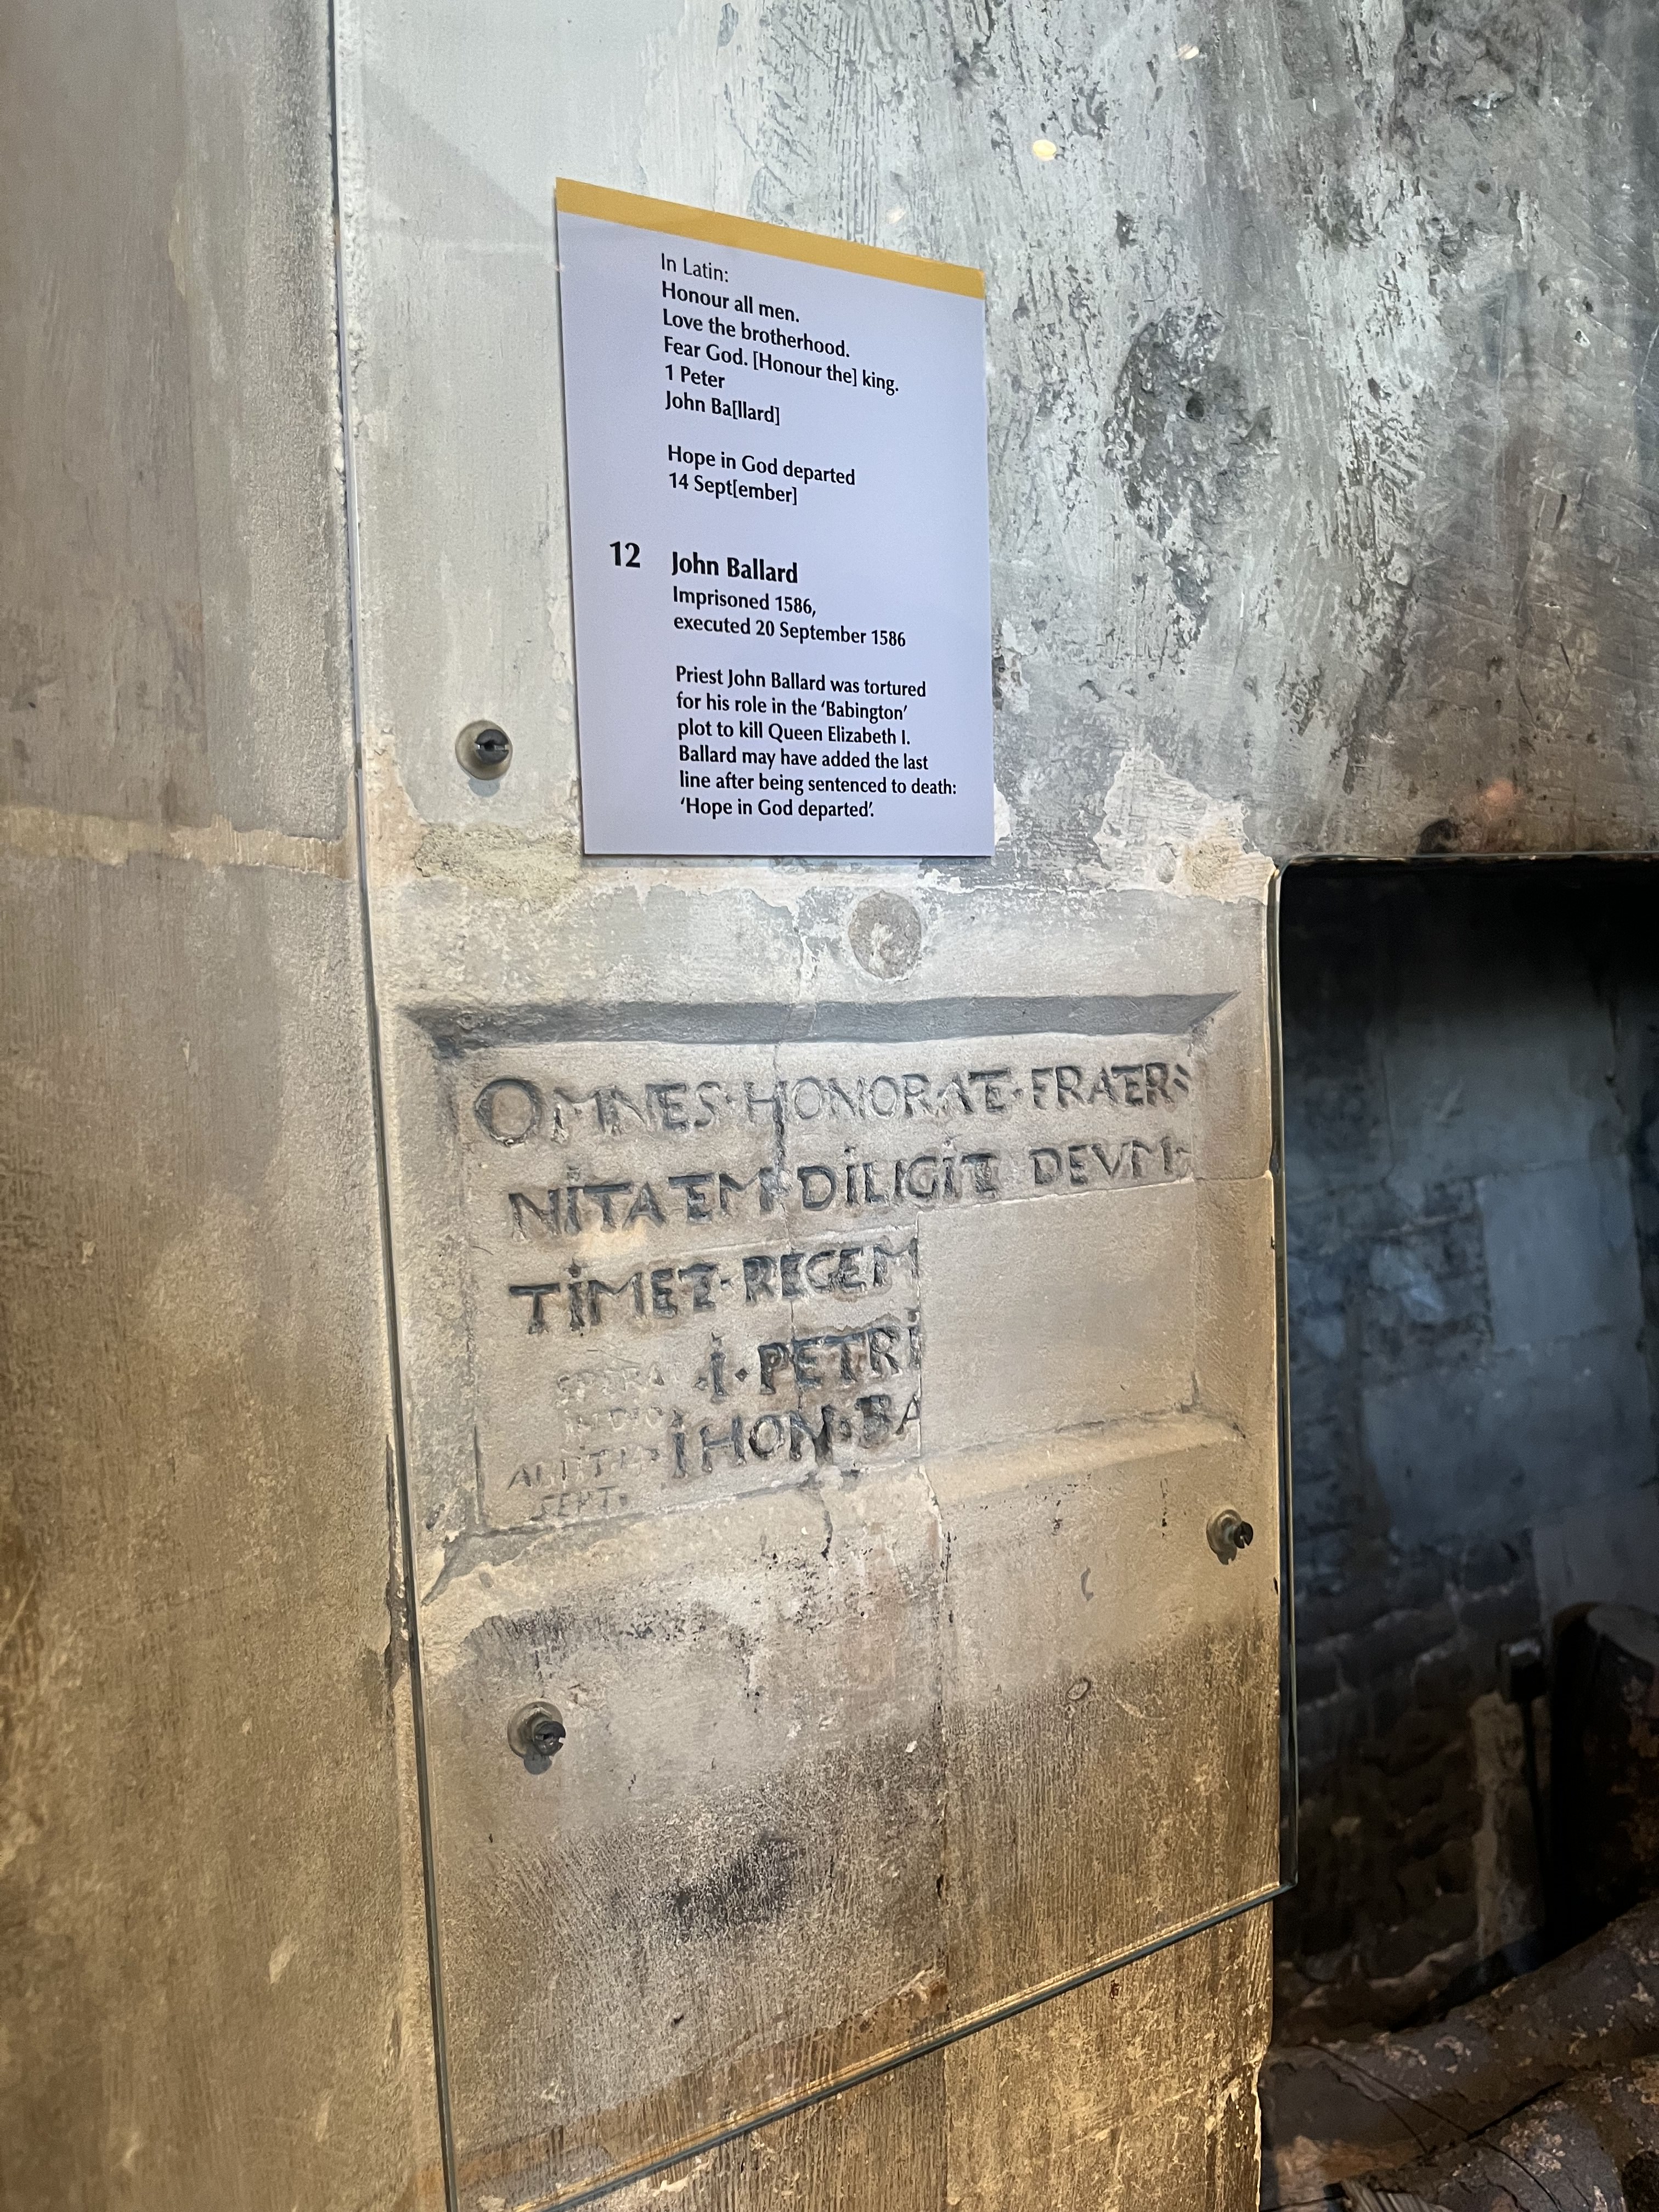 In Latin:
Honour all men.
Love the brotherhood.
Fear God. [Honour the] king.
1 Peter
John Ba[llard]
Hope in God departed
14 Sept[ember]
12 John Ballard
Imprisoned 1586,
executed 20 September 1586
Priest John Ballard was tortured
for his role in the ‘Babington’
plot to kill Queen Elizabeth I.
Ballard may have added the last
line after being sentenced to death:
‘Hope in God departed’.
OMNES·HONORATE·FRATER:
NITATEM·DILIGITE DEVM·
TIMETE·REGEM
·I·PETRI
IHON·BA
SEPT·